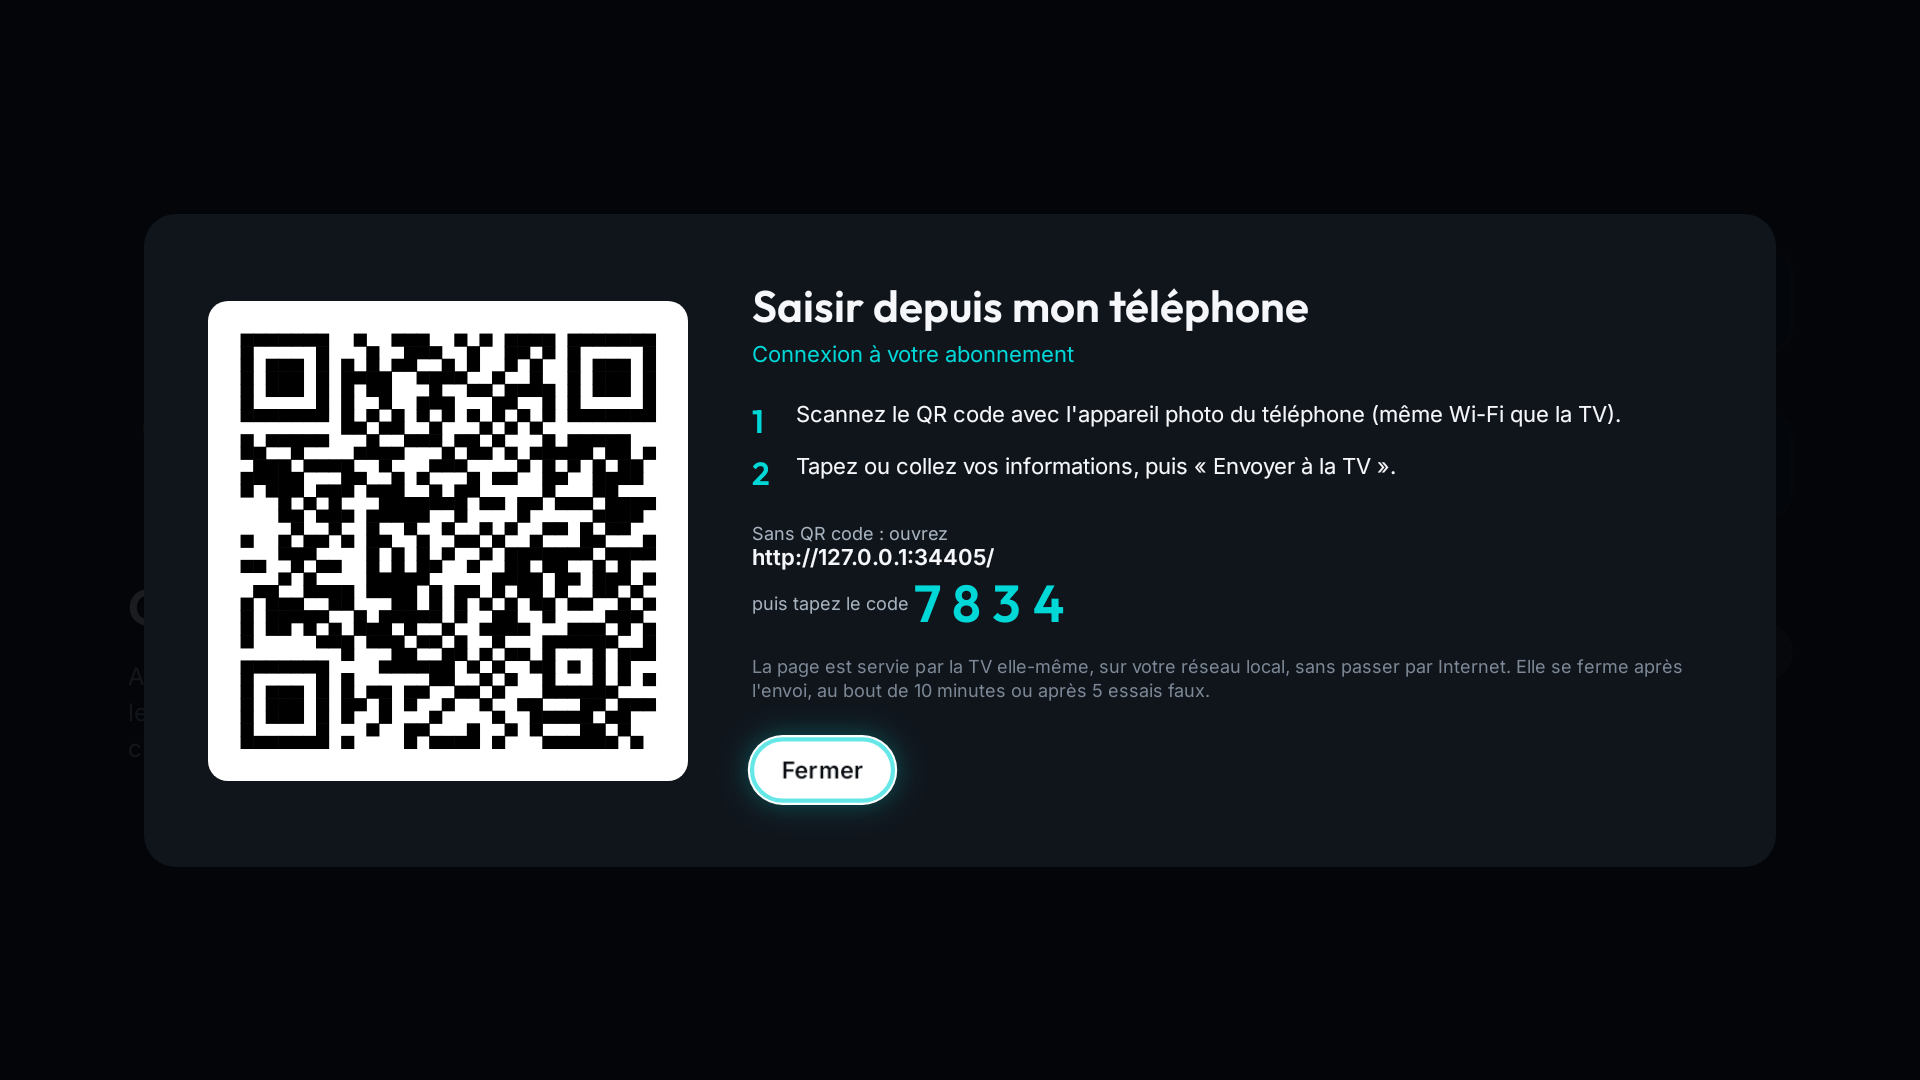 Saisir depuis mon téléphone
Connexion à votre abonnement
1 Scannez le QR code avec l'appareil photo du téléphone (même Wi-Fi que la TV).
2 Tapez ou collez vos informations, puis « Envoyer à la TV ».
Sans QR code : ouvrez
http://127.0.0.1:34405/
puis tapez le code 7834
La page est servie par la TV elle-même, sur votre réseau local, sans passer par Internet. Elle se ferme après
l'envoi, au bout de 10 minutes ou après 5 essais faux.
Fermer